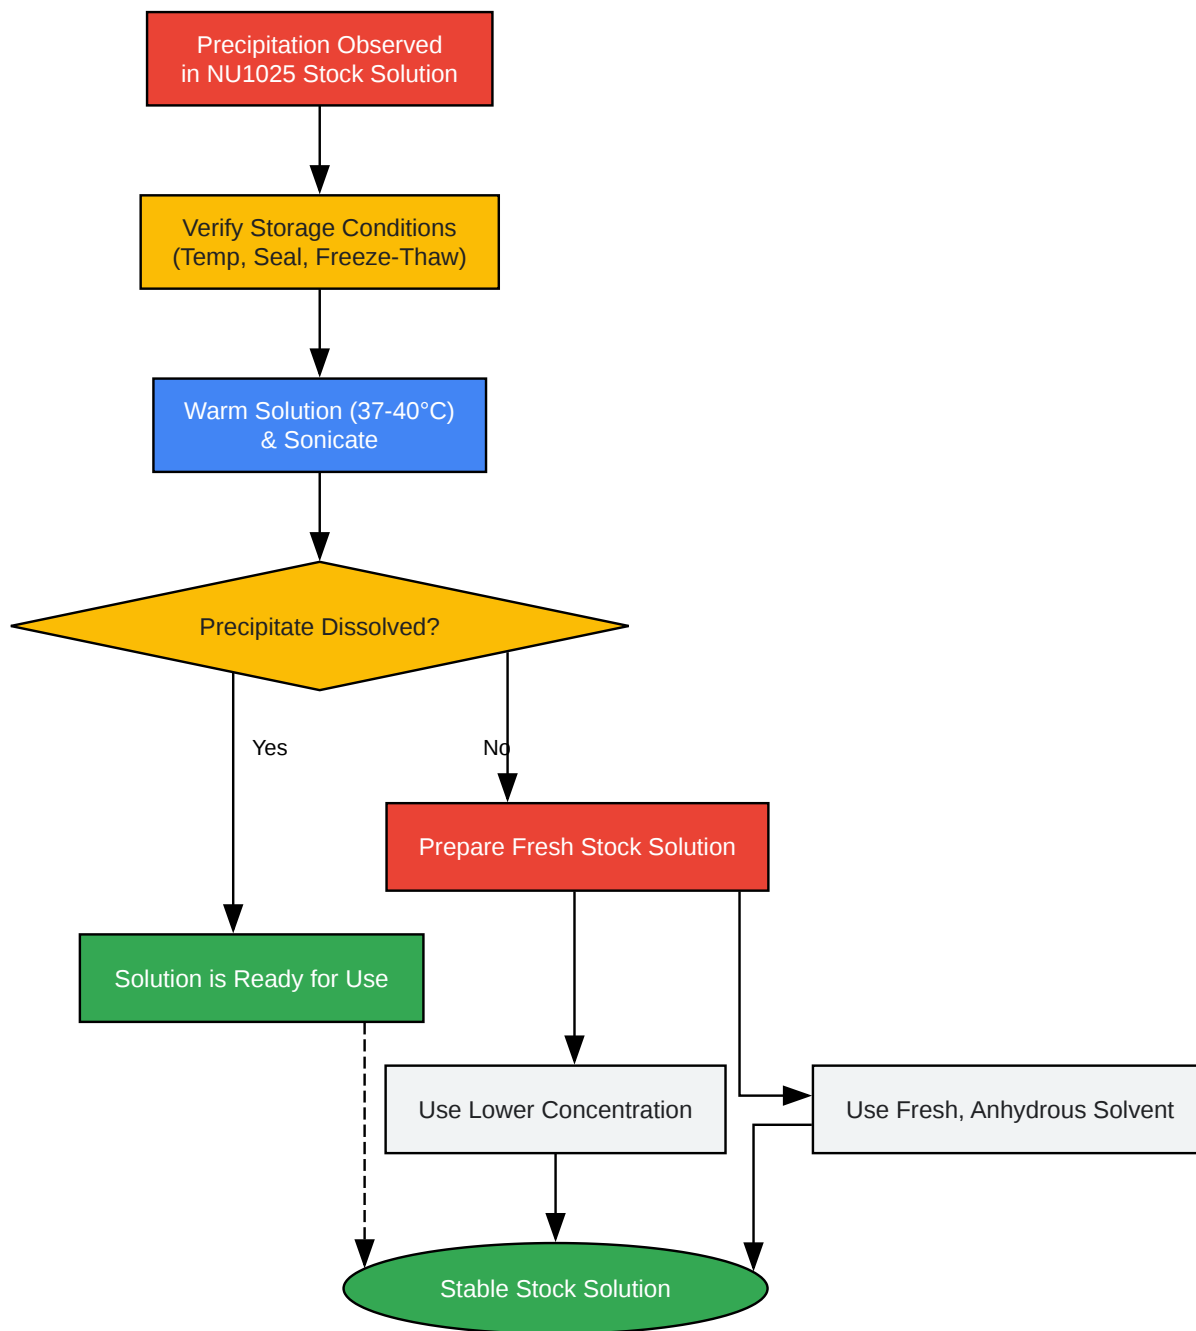 Precipitation Observed
in NU1025 Stock Solution
Verify Storage Conditions
(Temp, Seal, Freeze-Thaw)
Warm Solution (37-40°C)
& Sonicate
Precipitate Dissolved?
Yes
No
Prepare Fresh Stock Solution
Solution is Ready for Use
Use Lower Concentration
Use Fresh, Anhydrous Solvent
Stable Stock Solution